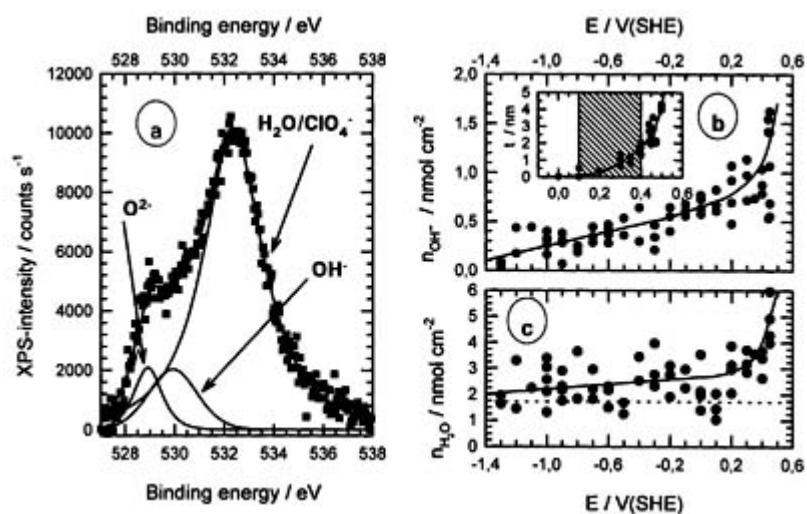 Binding energy / eV
528 530 532 534 536 538
12000
10000
8000
6000
4000
2000
0
XPS-intensity / counts s⁻¹
a
H₂O/ClO₄⁻
O²⁻
OH⁻
528 530 532 534 536 538
Binding energy / eV
E / V(SHE)
-1,4 -1,0 -0,6 -0,2 0,2 0,6
2,0
1,5
1,0
0,5
0,0
n_OH⁻ / nmol cm⁻²
b
5
4
3
2
1
0
t / nm
0,0 0,2 0,4 0,6
6
5
4
3
2
1
0
n_H₂O / nmol cm⁻²
c
-1,4 -1,0 -0,6 -0,2 0,2 0,6
E / V(SHE)